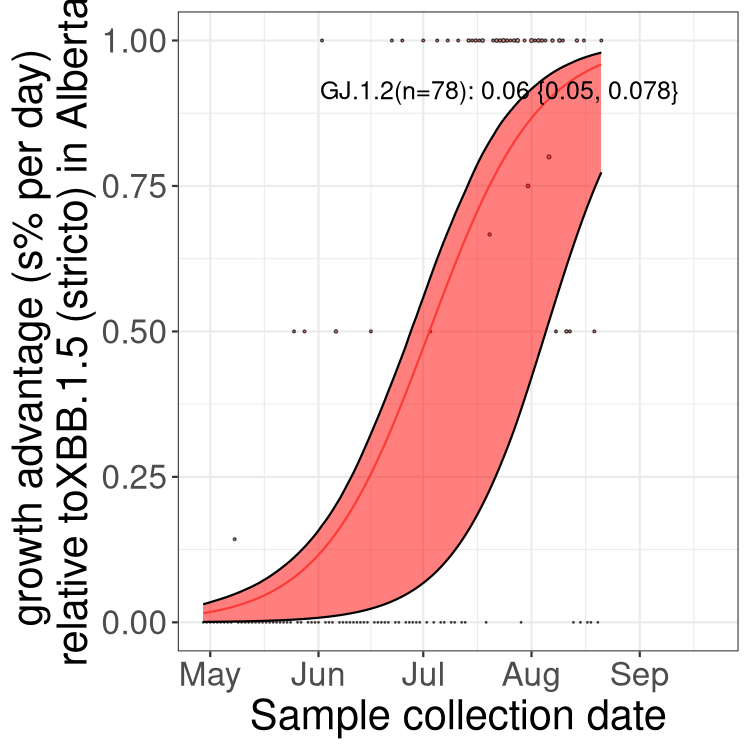 growth advantage (s% per day)
relative toXBB.1.5 (stricto) in Alberta
1.00
0.75
0.50
0.25
0.00
GJ.1.2(n=78): 0.06 {0.05, 0.078}
May Jun Jul Aug Sep
Sample collection date